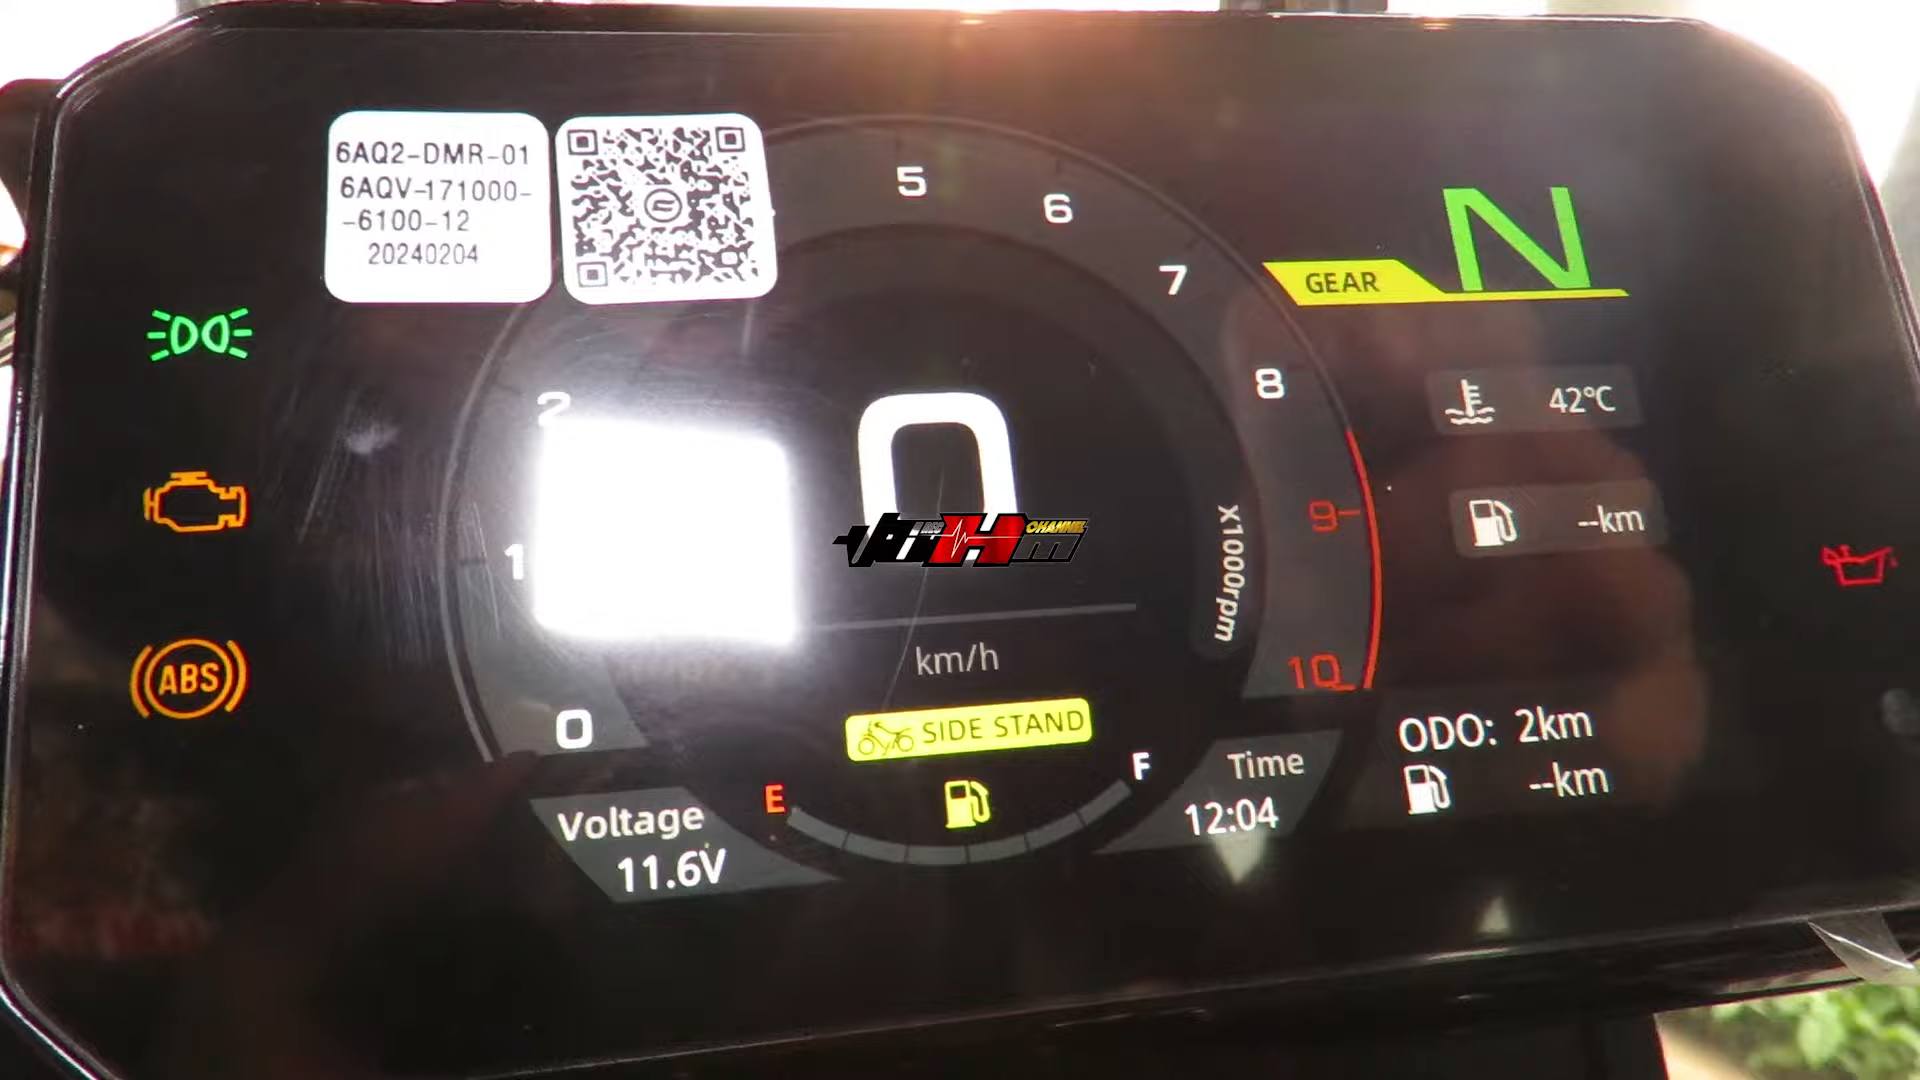 6AQ2-DMR-01
6AQV-171000-
-6100-12
20240204
5
6
7
8
9
10
2
1
0
x1000rpm
GEAR
N
42°C
--km
0
km/h
ABS
SIDE STAND
E
F
Voltage
11.6V
Time
12:04
ODO: 2km
--km
CHANNEL